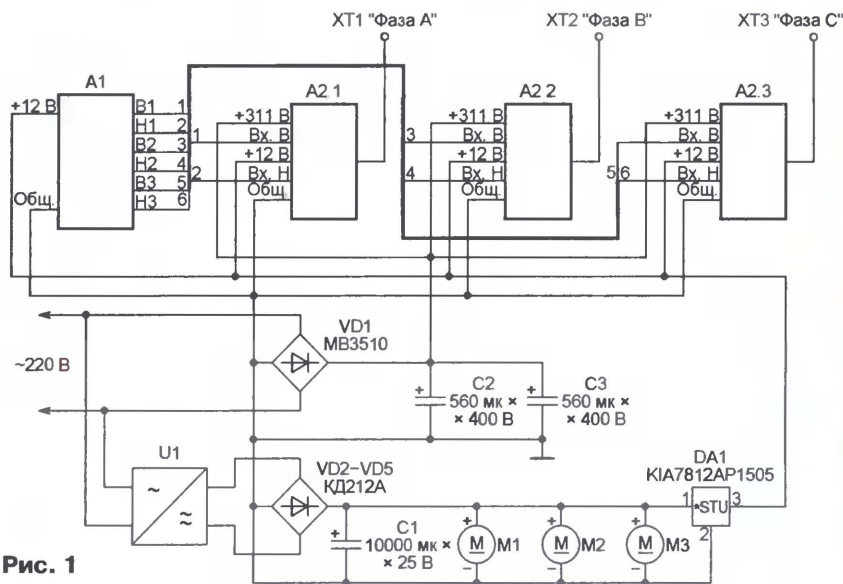 ХТ1 "Фаза А" ХТ2 "Фаза В" ХТ3 "Фаза С"
А1 А2.1 А2 2 А2.3
+12 В
Общ.
В1 1
Н1 2
В2 3
Н2 4
В3 5
Н3 6
1
2
+311 В
Вх. В
+12 В
Вх. Н
Общ.
3
4
+311 В
Вх. В
+12 В
Вх. Н
Общ.
5 6
+311 В
Вх. В
+12 В
Вх. Н
Общ.
~220 В
VD1
МВ3510
+ С2
560 мк ×
× 400 В
+ С3
560 мк ×
× 400 В
U1
~
≂
VD2–VD5
КД212А
+ С1
10000 мк ×
× 25 В
+ М М1 −
+ М М2 −
+ М М3 −
DA1
KIA7812AP1505
1 *STU 3
2
Рис. 1